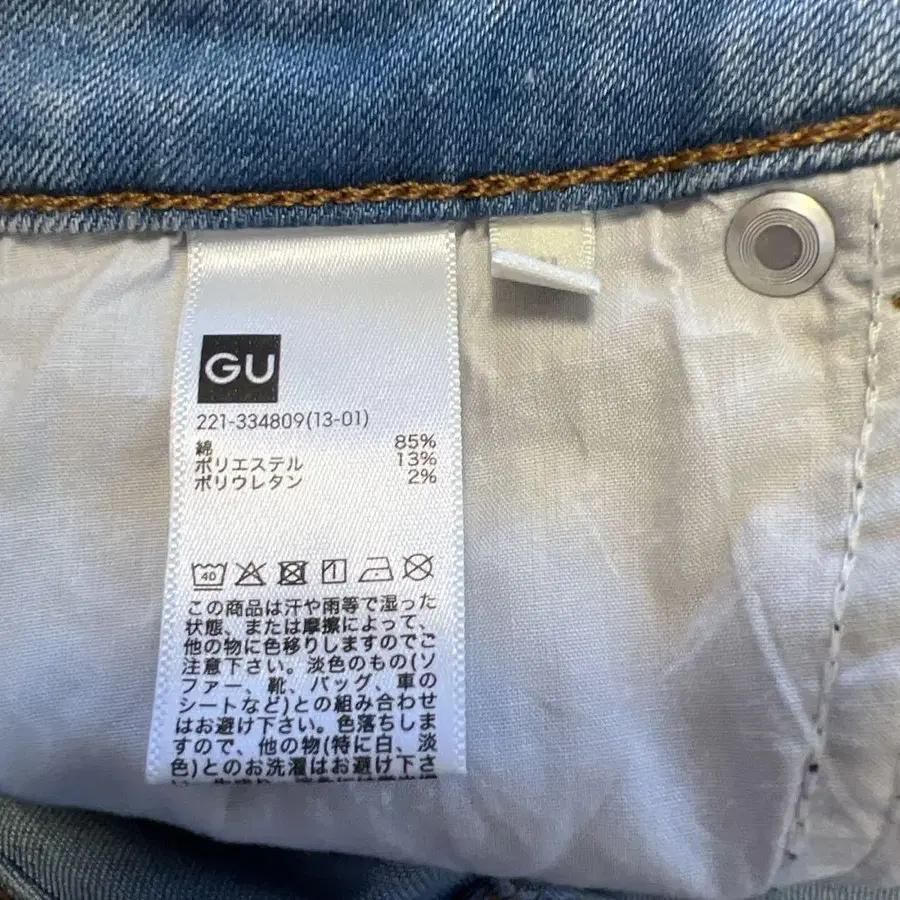 GU
221-334809(13-01)
綿 85%
ポリエステル 13%
ポリウレタン 2%
40
この商品は汗や雨等で湿った
状態、または摩擦によって、
他の物に色移りしますのでご
注意下さい。淡色のもの(ソ
ファー、靴、バッグ、車の
シートなど)との組み合わせ
はお避け下さい。色落ちしま
すので、他の物(特に白、淡
色)とのお洗濯はお避け下さ